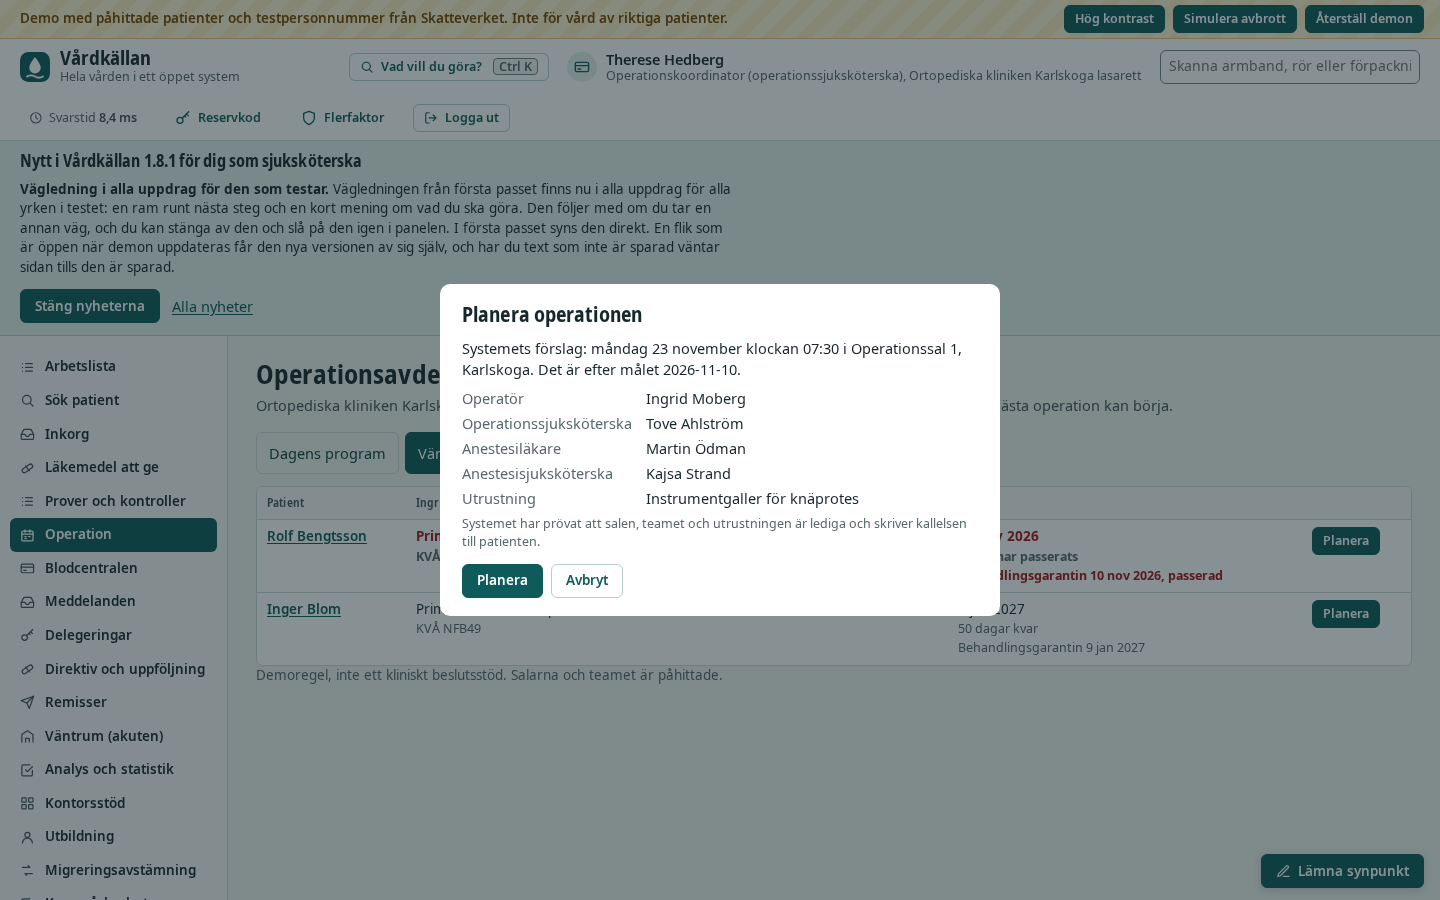 Demo med påhittade patienter och testpersonnummer från Skatteverket. Inte för vård av riktiga patienter.
Hög kontrast
Simulera avbrott
Återställ demon
Vårdkällan
Hela vården i ett öppet system
Vad vill du göra?
Ctrl K
Therese Hedberg
Operationskoordinator (operationssjuksköterska), Ortopediska kliniken Karlskoga lasarett
Skanna armband, rör eller förpackni
Svarstid 8,4 ms
Reservkod
Flerfaktor
Logga ut
Nytt i Vårdkällan 1.8.1 för dig som sjuksköterska
Vägledning i alla uppdrag för den som testar. Vägledningen från första passet finns nu i alla uppdrag för alla
yrken i testet: en ram runt nästa steg och en kort mening om vad du ska göra. Den följer med om du tar en
annan väg, och du kan stänga av den och slå på den igen i panelen. I första passet syns den direkt. En flik som
är öppen när demon uppdateras får den nya versionen av sig själv, och har du text som inte är sparad väntar
sidan tills den är sparad.
Stäng nyheterna
Alla nyheter
Arbetslista
Sök patient
Inkorg
Läkemedel att ge
Prover och kontroller
Operation
Blodcentralen
Meddelanden
Delegeringar
Direktiv och uppföljning
Remisser
Väntrum (akuten)
Analys och statistik
Kontorsstöd
Utbildning
Migreringsavstämning
Operationsavde
Ortopediska kliniken Karlsk
ästa operation kan börja.
Dagens program
Vän
Patient
Ingr
Rolf Bengtsson
Prin
KVÅ
2026
har passerats
dlingsgarantin 10 nov 2026, passerad
Planera
Inger Blom
Prin
KVÅ NFB49
2027
50 dagar kvar
Behandlingsgarantin 9 jan 2027
Planera
Demoregel, inte ett kliniskt beslutsstöd. Salarna och teamet är påhittade.
Planera operationen
Systemets förslag: måndag 23 november klockan 07:30 i Operationssal 1,
Karlskoga. Det är efter målet 2026-11-10.
Operatör Ingrid Moberg
Operationssjuksköterska Tove Ahlström
Anestesiläkare Martin Ödman
Anestesisjuksköterska Kajsa Strand
Utrustning Instrumentgaller för knäprotes
Systemet har prövat att salen, teamet och utrustningen är lediga och skriver kallelsen
till patienten.
Planera
Avbryt
Lämna synpunkt